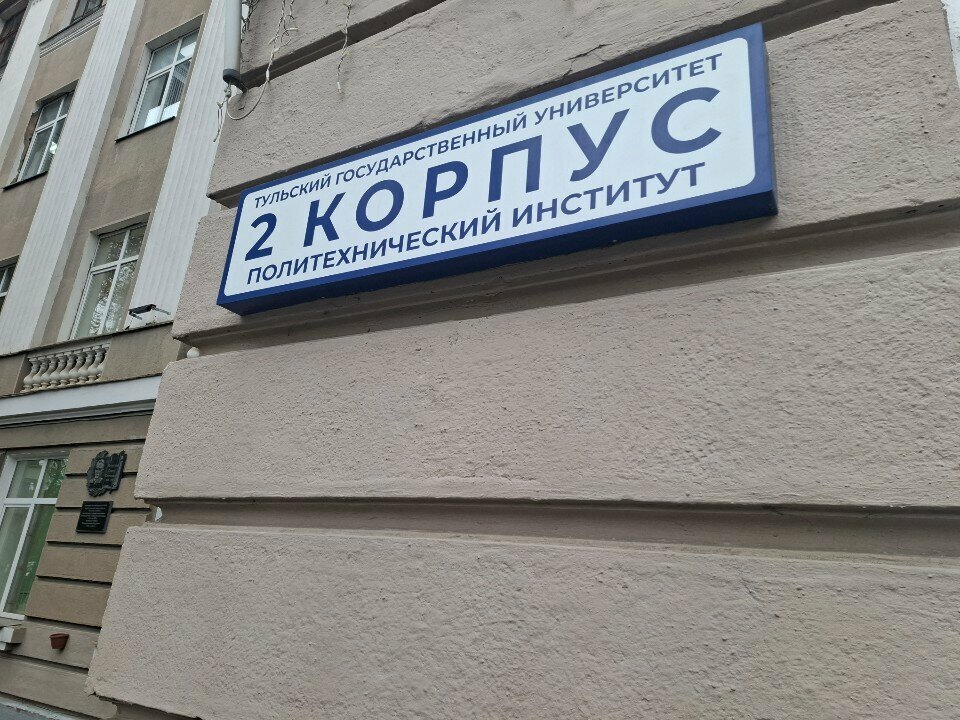 ТУЛЬСКИЙ ГОСУДАРСТВЕННЫЙ УНИВЕРСИТЕТ
2 КОРПУС
ПОЛИТЕХНИЧЕСКИЙ ИНСТИТУТ